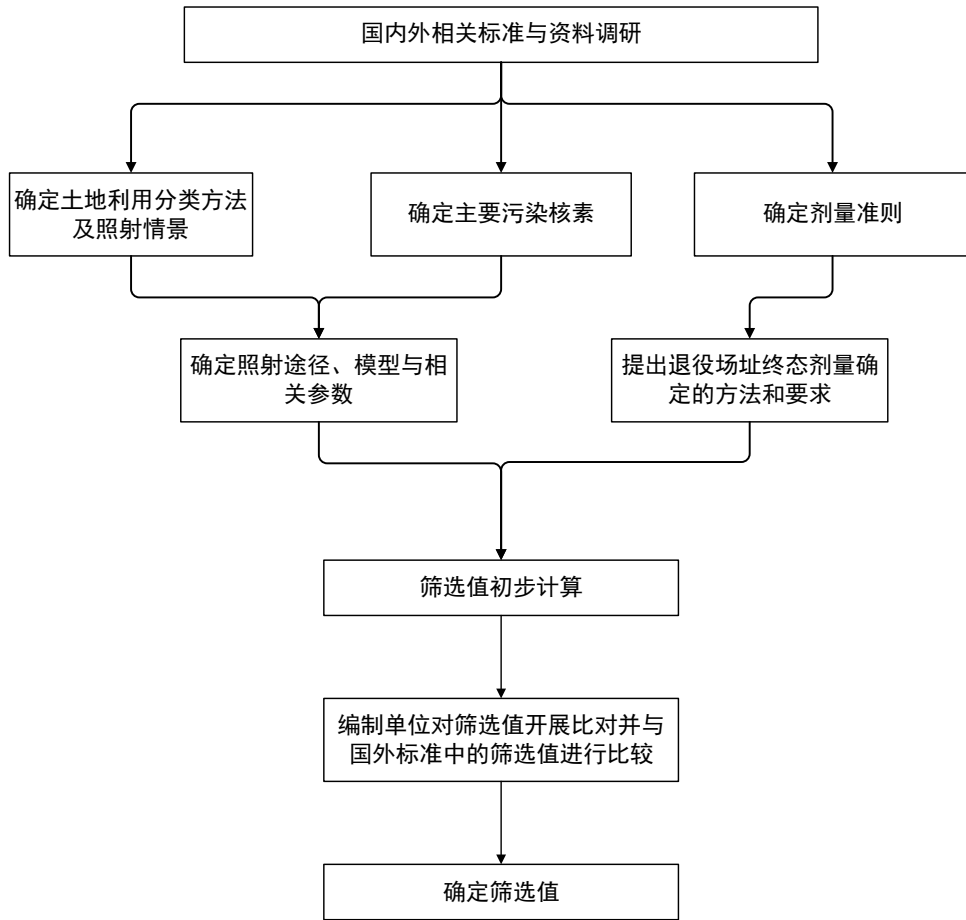 国内外相关标准与资料调研
确定土地利用分类方法
及照射情景
确定主要污染核素
确定剂量准则
确定照射途径、模型与相
关参数
提出退役场址终态剂量确
定的方法和要求
筛选值初步计算
编制单位对筛选值开展比对并与
国外标准中的筛选值进行比较
确定筛选值